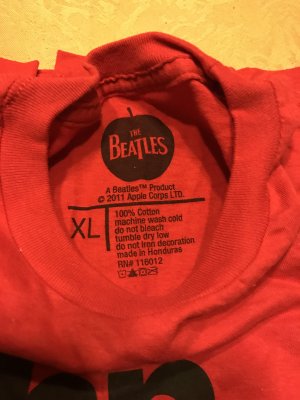 THE
BEATLES
A Beatles™ Product
© 2011 Apple Corps LTD.
XL
100% Cotton
machine wash cold
do not bleach
tumble dry low
do not iron decoration
made in Honduras
RN# 116012